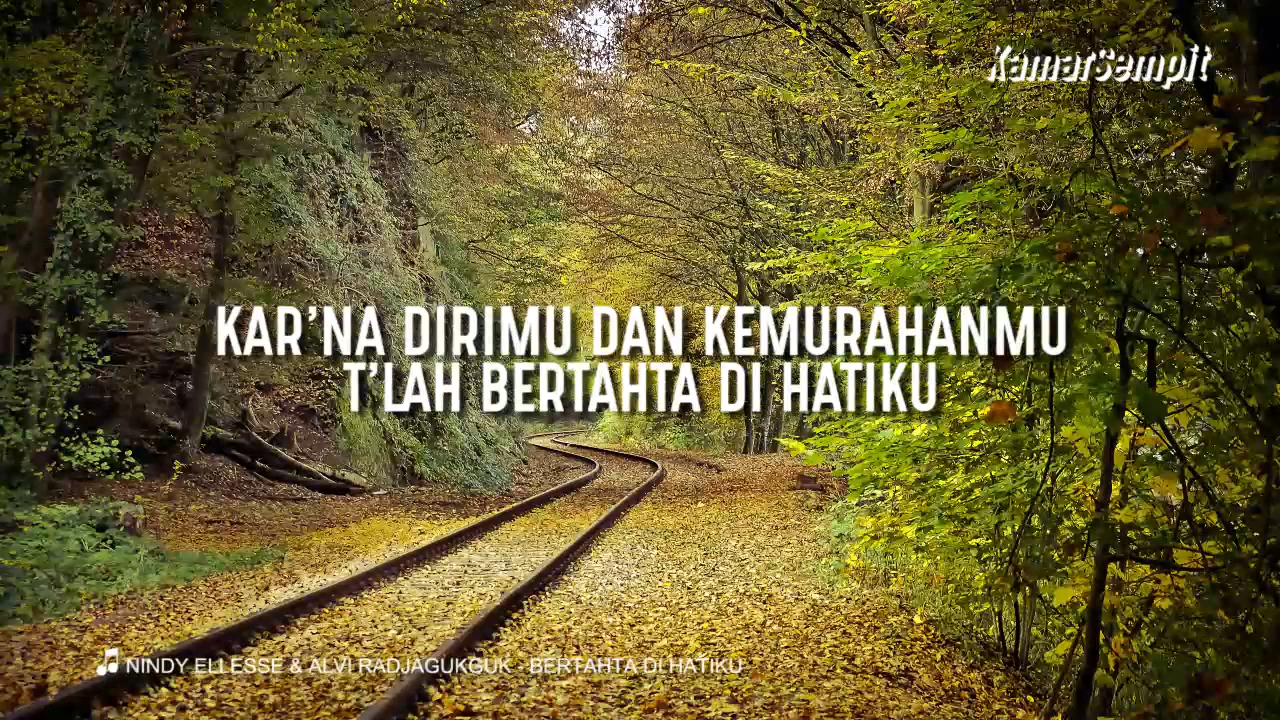 KamarSempit
KAR'NA DIRIMU DAN KEMURAHANMU
T'LAH BERTAHTA DI HATIKU
NINDY ELLESSE & ALVI RADJAGUKGUK - BERTAHTA DI HATIKU